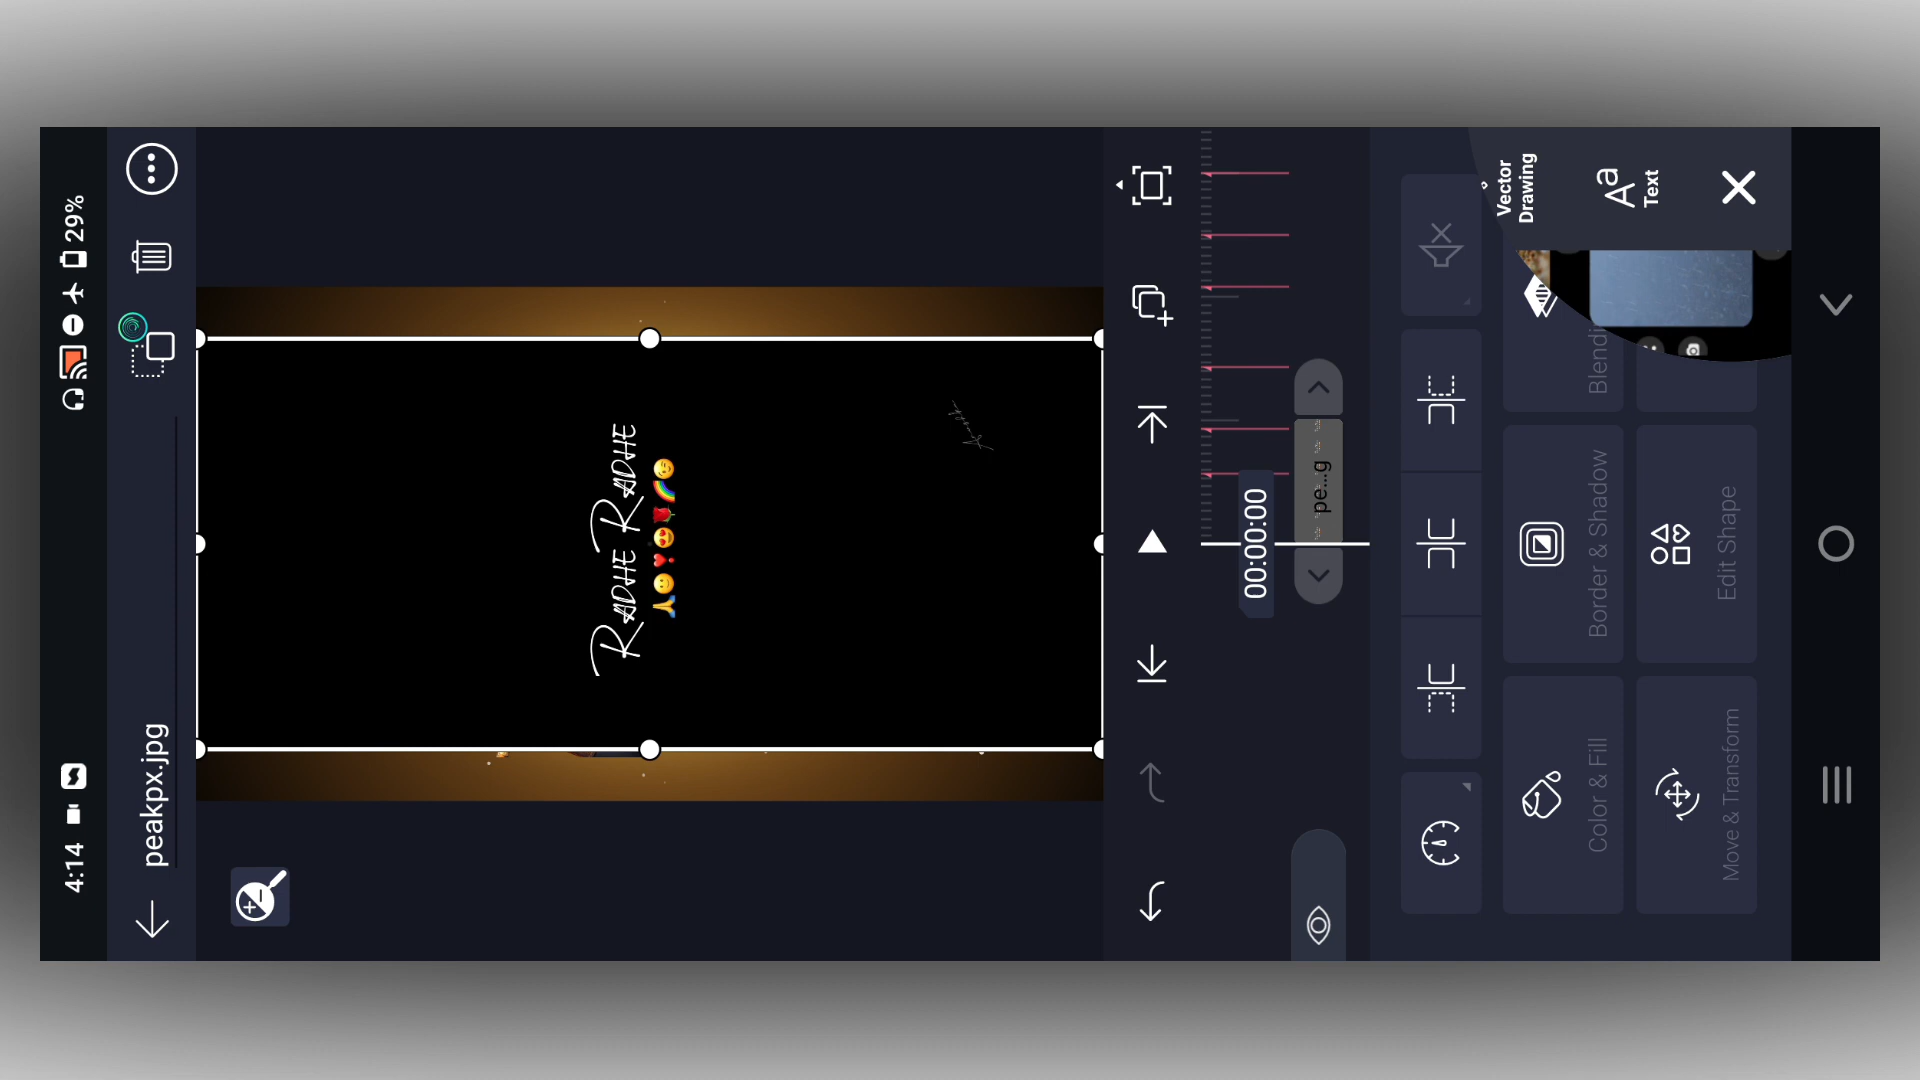 4:14
29%
peakpx.jpg
RADHE RADHE
🙏🙂❣️😍🌹🌈😉
00:00:00
pe...g
Vector
Drawing
Text
Blendi
Border & Shadow
Edit Shape
Color & Fill
Move & Transform